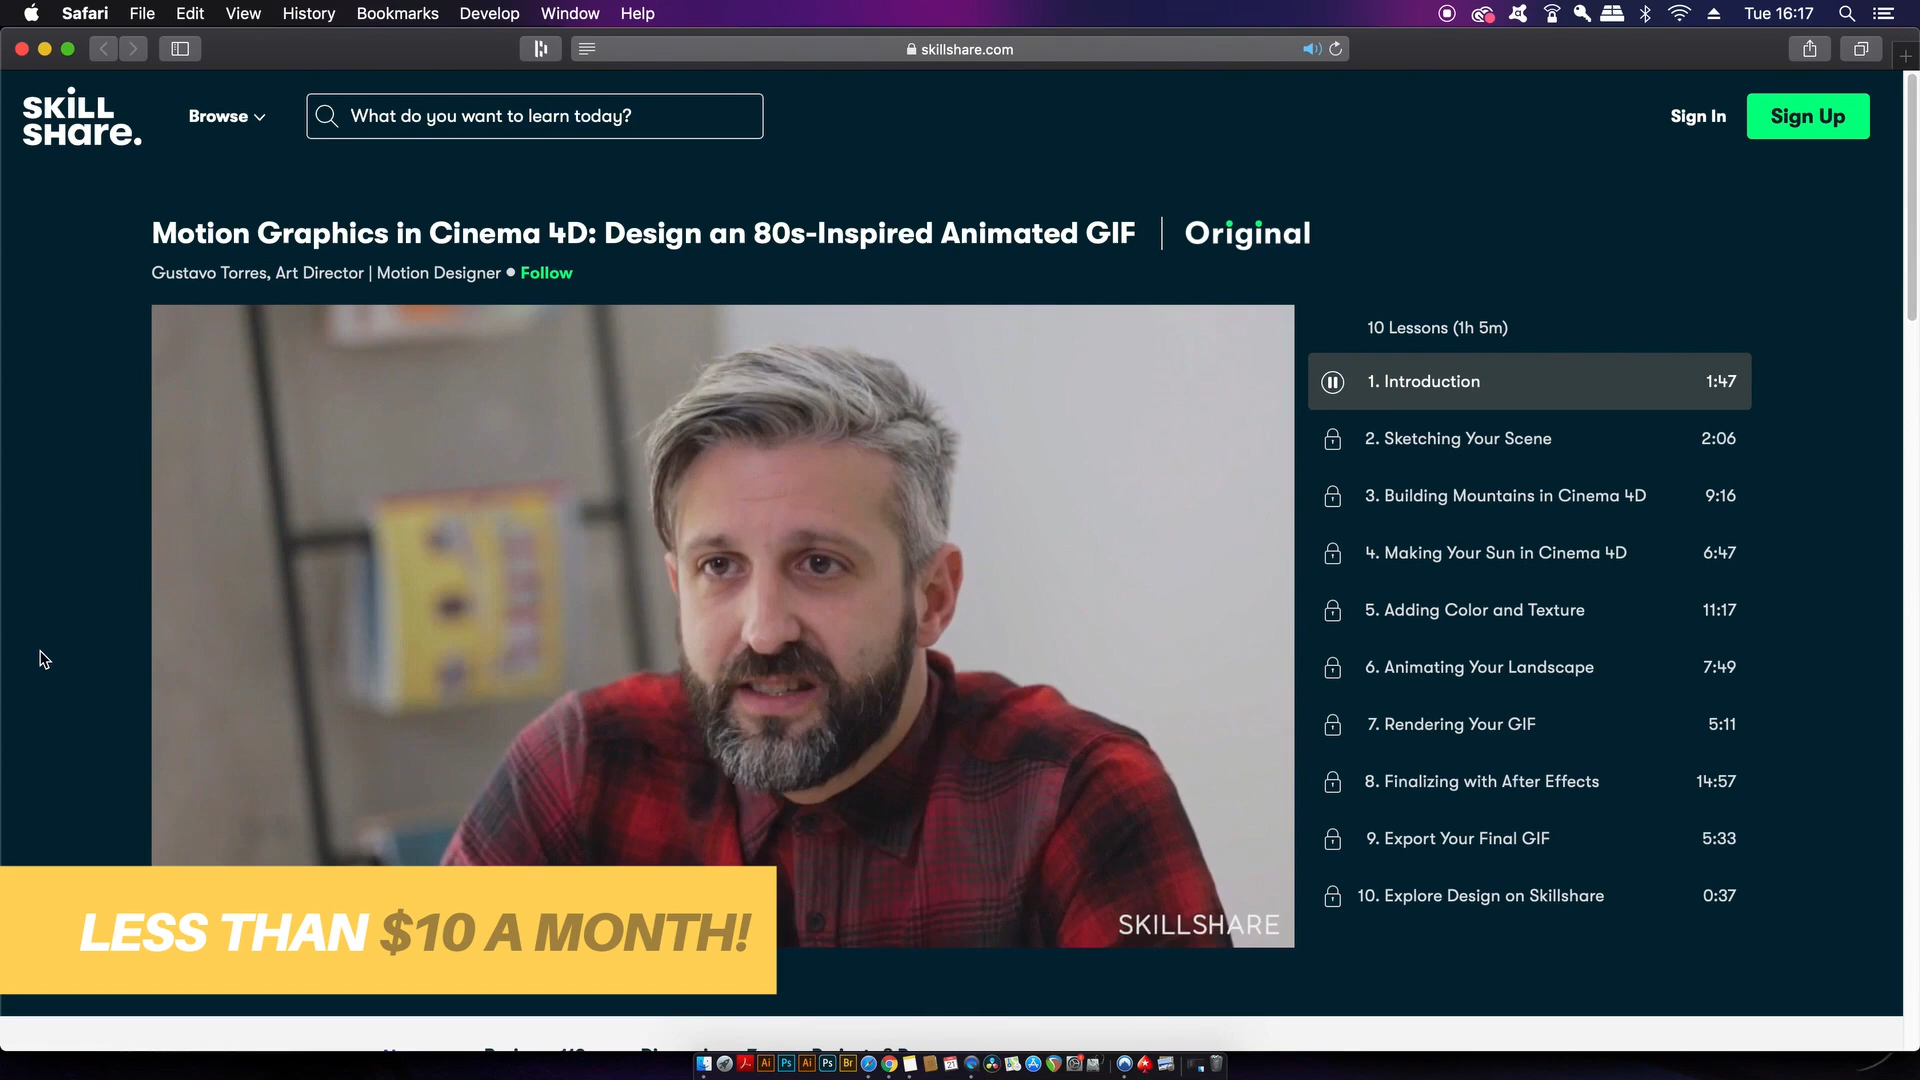 Safari File Edit View History Bookmarks Develop Window Help Tue 16:17
skillshare.com
SKILL
SHARE.
Browse
What do you want to learn today?
Sign In
Sign Up
Motion Graphics in Cinema 4D: Design an 80s-Inspired Animated GIF
Original
Gustavo Torres, Art Director | Motion Designer • Follow
10 Lessons (1h 5m)
1. Introduction 1:47
2. Sketching Your Scene 2:06
3. Building Mountains in Cinema 4D 9:16
4. Making Your Sun in Cinema 4D 6:47
5. Adding Color and Texture 11:17
6. Animating Your Landscape 7:49
7. Rendering Your GIF 5:11
8. Finalizing with After Effects 14:57
9. Export Your Final GIF 5:33
10. Explore Design on Skillshare 0:37
SKILLSHARE
LESS THAN $10 A MONTH!
Ai Ps Ai Ps Br